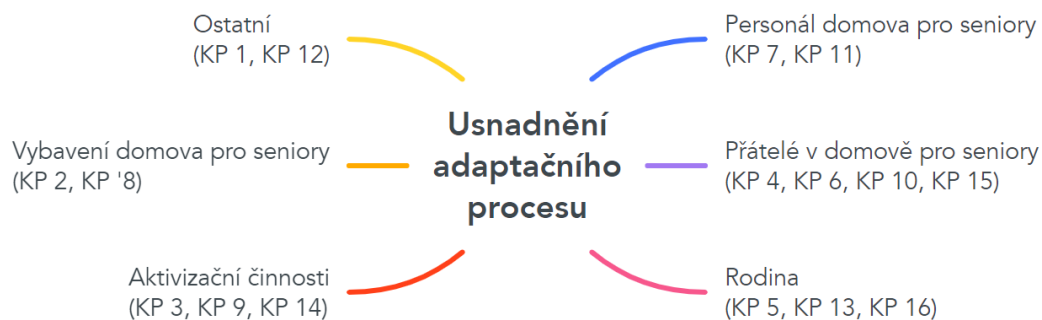 Ostatní
(KP 1, KP 12)
Personál domova pro seniory
(KP 7, KP 11)
Vybavení domova pro seniory
(KP 2, KP '8)
Usnadnění
adaptačního
procesu
Přátelé v domově pro seniory
(KP 4, KP 6, KP 10, KP 15)
Aktivizační činnosti
(KP 3, KP 9, KP 14)
Rodina
(KP 5, KP 13, KP 16)